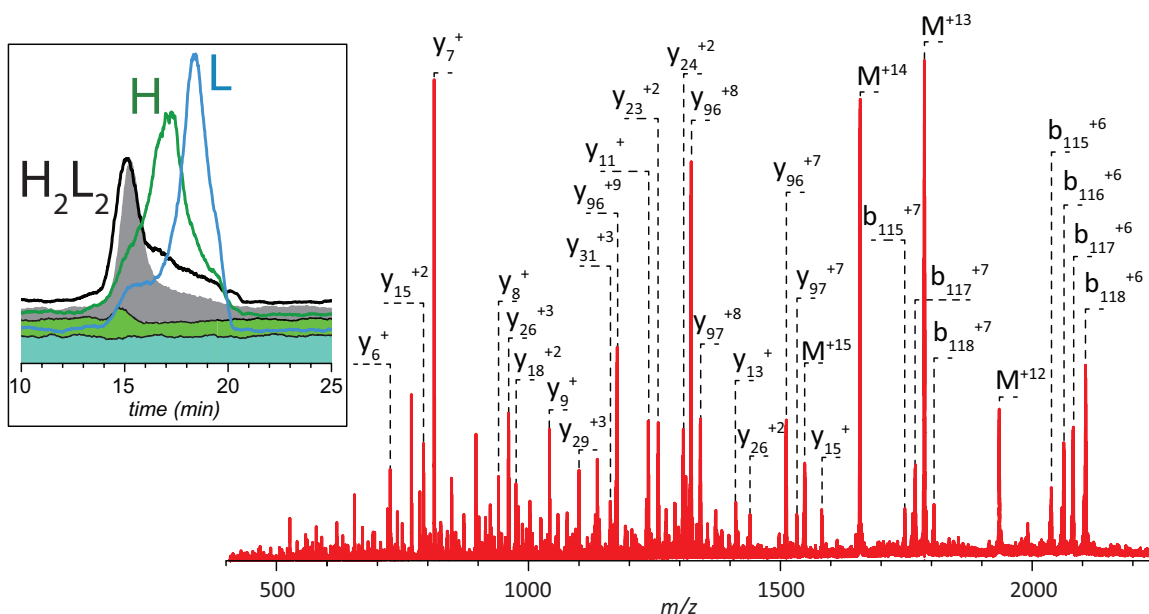 H
L
H₂L₂
10 15 20 25
time (min)
y₆⁺
y₁₅⁺²
y₇⁺
y₈⁺
y₂₆⁺³
y₁₈⁺²
y₉⁺
y₂₉⁺³
y₃₁⁺³
y₉₆⁺⁹
y₁₁⁺
y₂₃⁺²
y₂₄⁺²
y₉₆⁺⁸
y₉₇⁺⁸
y₁₃⁺
y₂₆⁺²
y₉₆⁺⁷
y₉₇⁺⁷
M⁺¹⁵
y₁₅⁺
M⁺¹⁴
b₁₁₅⁺⁷
b₁₁₇⁺⁷
M⁺¹³
b₁₁₈⁺⁷
M⁺¹²
b₁₁₅⁺⁶
b₁₁₆⁺⁶
b₁₁₇⁺⁶
b₁₁₈⁺⁶
500 1000 1500 2000
m/z